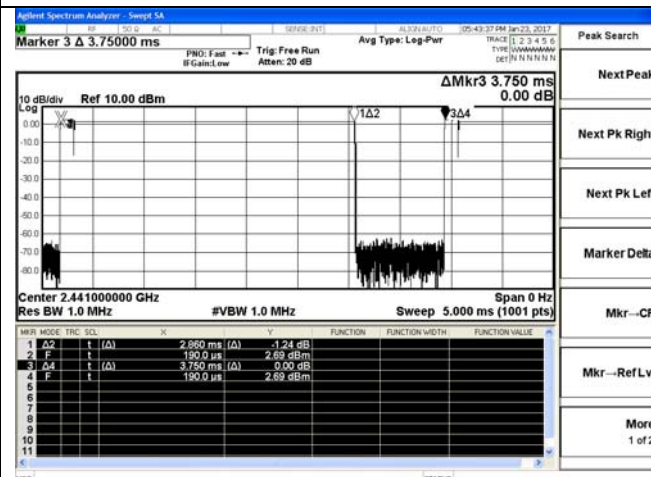 Agilent Spectrum Analyzer - Swept SA
RF 50 Ω AC SENSE:INT ALIGN AUTO 05:43:37 PM Jan 23, 2017
Marker 3 Δ 3.75000 ms
PNO: Fast Trig: Free Run
IFGain:Low Atten: 20 dB
Avg Type: Log-Pwr
TRACE 1 2 3 4 5 6
TYPE
DET N N N N N N
Peak Search
Next Peak
Next Pk Righ
Next Pk Lef
Marker Delta
Mkr→CF
Mkr→Ref Lv
More
1 of 2
ΔMkr3 3.750 ms
0.00 dB
10 dB/div Ref 10.00 dBm
Log
0.00
-10.0
-20.0
-30.0
-40.0
-50.0
-60.0
-70.0
-80.0
1Δ2
3Δ4
Center 2.441000000 GHz Span 0 Hz
Res BW 1.0 MHz #VBW 1.0 MHz Sweep 5.000 ms (1001 pts)
MKR MODE TRC SCL X Y FUNCTION FUNCTION WIDTH FUNCTION VALUE
1 Δ2 t (Δ) 2.860 ms (Δ) -1.24 dB
2 F t 190.0 µs 2.69 dBm
3 Δ4 t (Δ) 3.750 ms (Δ) 0.00 dB
4 F t 190.0 µs 2.69 dBm
5
6
7
8
9
10
11